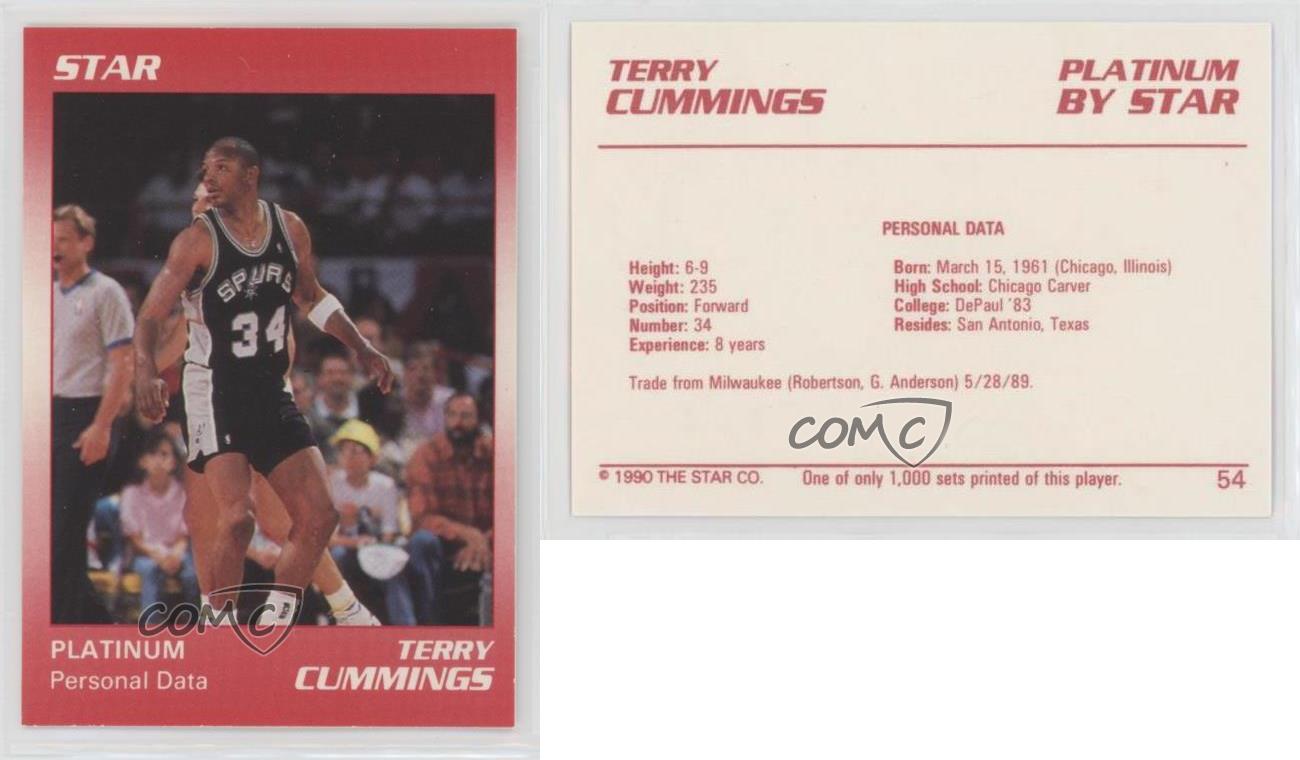 STAR
SPURS
34
COMC
PLATINUM
Personal Data
TERRY
CUMMINGS
TERRY
CUMMINGS
PLATINUM
BY STAR
PERSONAL DATA
Height: 6-9
Weight: 235
Position: Forward
Number: 34
Experience: 8 years
Born: March 15, 1961 (Chicago, Illinois)
High School: Chicago Carver
College: DePaul '83
Resides: San Antonio, Texas
Trade from Milwaukee (Robertson, G. Anderson) 5/28/89.
COMC
© 1990 THE STAR CO.
One of only 1,000 sets printed of this player.
54